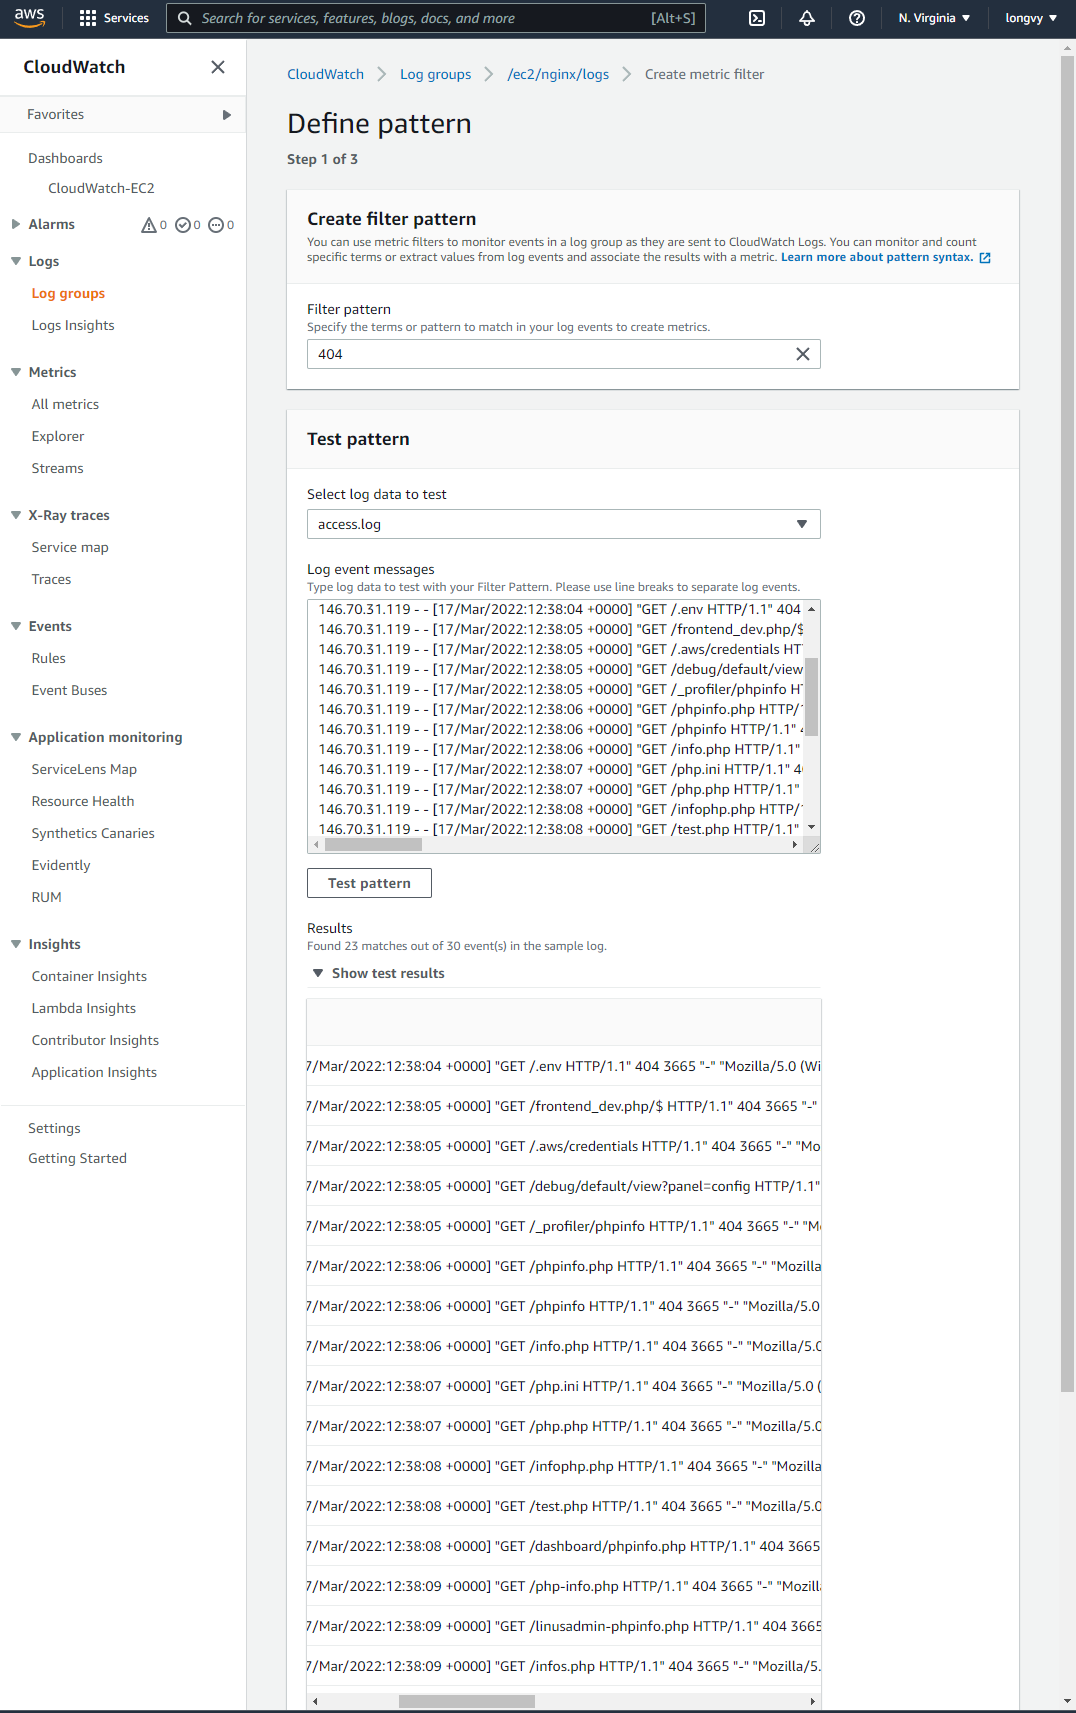 aws Services Search for services, features, blogs, docs, and more [Alt+S] N. Virginia longvy
CloudWatch
Favorites
Dashboards
CloudWatch-EC2
Alarms 0 0 0
Logs
Log groups
Logs Insights
Metrics
All metrics
Explorer
Streams
X-Ray traces
Service map
Traces
Events
Rules
Event Buses
Application monitoring
ServiceLens Map
Resource Health
Synthetics Canaries
Evidently
RUM
Insights
Container Insights
Lambda Insights
Contributor Insights
Application Insights
Settings
Getting Started
CloudWatch Log groups /ec2/nginx/logs Create metric filter
Define pattern
Step 1 of 3
Create filter pattern
You can use metric filters to monitor events in a log group as they are sent to CloudWatch Logs. You can monitor and count
specific terms or extract values from log events and associate the results with a metric. Learn more about pattern syntax.
Filter pattern
Specify the terms or pattern to match in your log events to create metrics.
404
Test pattern
Select log data to test
access.log
Log event messages
Type log data to test with your Filter Pattern. Please use line breaks to separate log events.
146.70.31.119 - - [17/Mar/2022:12:38:04 +0000] "GET /.env HTTP/1.1" 404
146.70.31.119 - - [17/Mar/2022:12:38:05 +0000] "GET /frontend_dev.php/$
146.70.31.119 - - [17/Mar/2022:12:38:05 +0000] "GET /.aws/credentials HT
146.70.31.119 - - [17/Mar/2022:12:38:05 +0000] "GET /debug/default/view
146.70.31.119 - - [17/Mar/2022:12:38:05 +0000] "GET /_profiler/phpinfo H
146.70.31.119 - - [17/Mar/2022:12:38:06 +0000] "GET /phpinfo.php HTTP/
146.70.31.119 - - [17/Mar/2022:12:38:06 +0000] "GET /phpinfo HTTP/1.1"
146.70.31.119 - - [17/Mar/2022:12:38:06 +0000] "GET /info.php HTTP/1.1"
146.70.31.119 - - [17/Mar/2022:12:38:07 +0000] "GET /php.ini HTTP/1.1" 4
146.70.31.119 - - [17/Mar/2022:12:38:07 +0000] "GET /php.php HTTP/1.1"
146.70.31.119 - - [17/Mar/2022:12:38:08 +0000] "GET /infophp.php HTTP/
146.70.31.119 - - [17/Mar/2022:12:38:08 +0000] "GET /test.php HTTP/1.1"
Test pattern
Results
Found 23 matches out of 30 event(s) in the sample log.
Show test results
7/Mar/2022:12:38:04 +0000] "GET /.env HTTP/1.1" 404 3665 "-" "Mozilla/5.0 (Wi
7/Mar/2022:12:38:05 +0000] "GET /frontend_dev.php/$ HTTP/1.1" 404 3665 "-"
7/Mar/2022:12:38:05 +0000] "GET /.aws/credentials HTTP/1.1" 404 3665 "-" "Mo
7/Mar/2022:12:38:05 +0000] "GET /debug/default/view?panel=config HTTP/1.1"
7/Mar/2022:12:38:05 +0000] "GET /_profiler/phpinfo HTTP/1.1" 404 3665 "-" "M
7/Mar/2022:12:38:06 +0000] "GET /phpinfo.php HTTP/1.1" 404 3665 "-" "Mozilla
7/Mar/2022:12:38:06 +0000] "GET /phpinfo HTTP/1.1" 404 3665 "-" "Mozilla/5.0
7/Mar/2022:12:38:06 +0000] "GET /info.php HTTP/1.1" 404 3665 "-" "Mozilla/5.0
7/Mar/2022:12:38:07 +0000] "GET /php.ini HTTP/1.1" 404 3665 "-" "Mozilla/5.0 (
7/Mar/2022:12:38:07 +0000] "GET /php.php HTTP/1.1" 404 3665 "-" "Mozilla/5.0
7/Mar/2022:12:38:08 +0000] "GET /infophp.php HTTP/1.1" 404 3665 "-" "Mozilla
7/Mar/2022:12:38:08 +0000] "GET /test.php HTTP/1.1" 404 3665 "-" "Mozilla/5.0
7/Mar/2022:12:38:08 +0000] "GET /dashboard/phpinfo.php HTTP/1.1" 404 3665
7/Mar/2022:12:38:09 +0000] "GET /php-info.php HTTP/1.1" 404 3665 "-" "Mozill
7/Mar/2022:12:38:09 +0000] "GET /linusadmin-phpinfo.php HTTP/1.1" 404 3665
7/Mar/2022:12:38:09 +0000] "GET /infos.php HTTP/1.1" 404 3665 "-" "Mozilla/5.